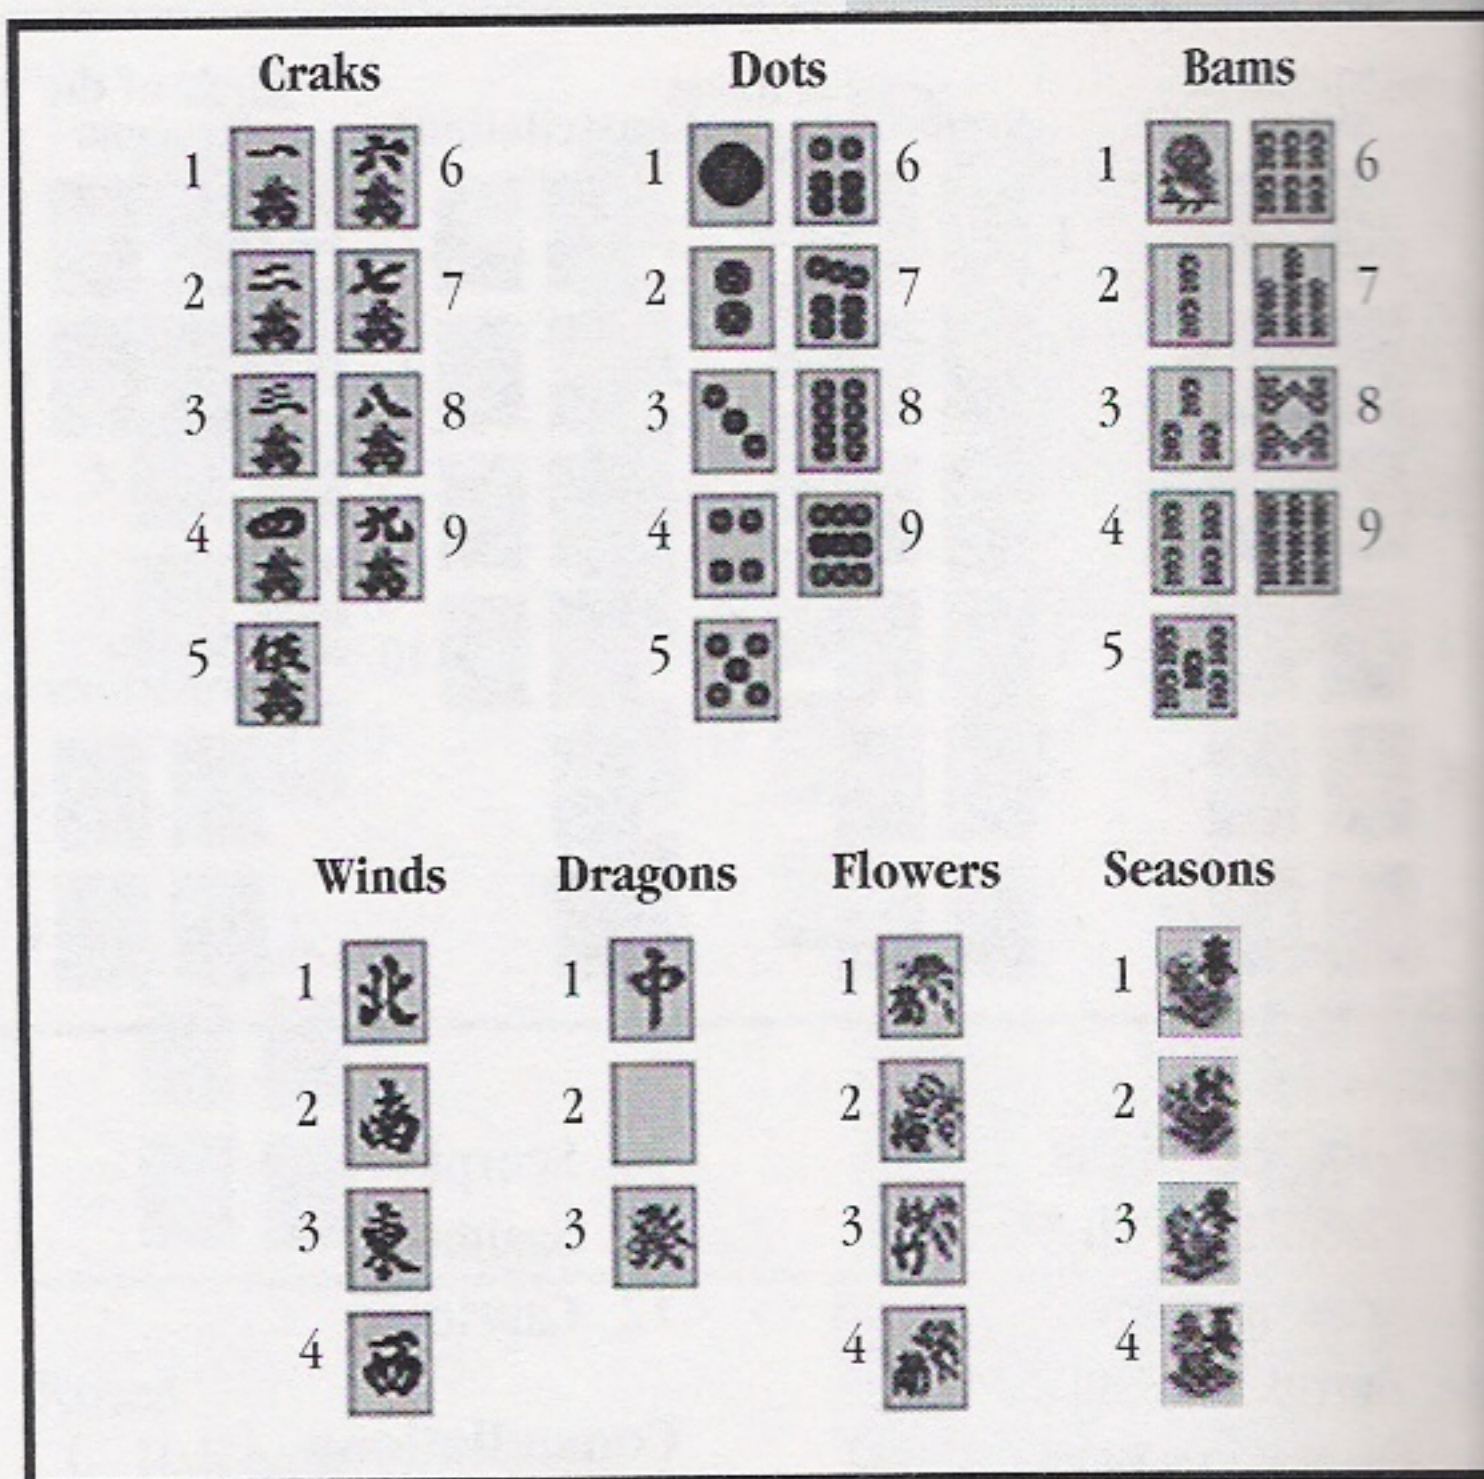 Craks Dots Bams
1 一萬 六萬 6 1 6 1 6
2 二萬 七萬 7 2 7 2 7
3 三萬 八萬 8 3 8 3 8
4 四萬 九萬 9 4 9 4 9
5 伍萬 5 5
Winds Dragons Flowers Seasons
1 北 1 中 1 1 春
2 南 2 2 2
3 東 3 發 3 竹 3
4 西 4 4